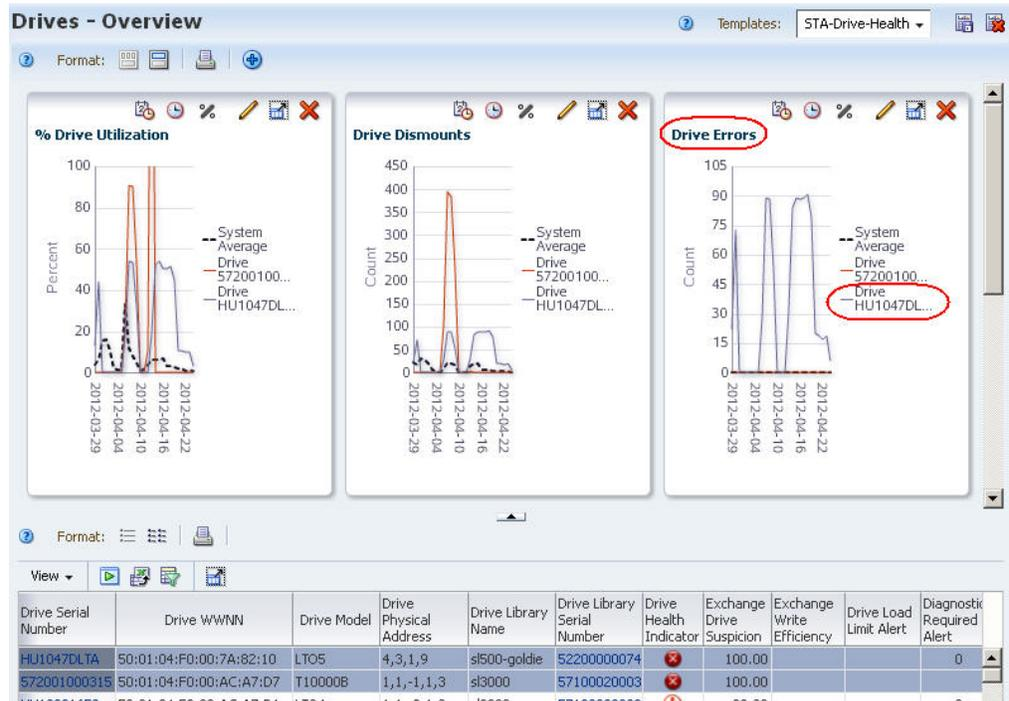 Drives - Overview
Templates: STA-Drive-Health
Format:
% Drive Utilization
100
80
60
40
20
0
Percent
System
Average
Drive
57200100...
Drive
HU1047DL...
2012-03-29
2012-04-04
2012-04-10
2012-04-16
2012-04-22
Drive Dismounts
450
400
350
300
250
200
150
100
50
0
Count
System
Average
Drive
57200100...
Drive
HU1047DL...
2012-03-29
2012-04-04
2012-04-10
2012-04-16
2012-04-22
Drive Errors
105
90
75
60
45
30
15
0
Count
System
Average
Drive
57200100...
Drive
HU1047DL...
2012-03-29
2012-04-04
2012-04-10
2012-04-16
2012-04-22
Format:
View
Drive Serial Number
Drive WWNN
Drive Model
Drive Physical Address
Drive Library Name
Drive Library Serial Number
Drive Health Indicator
Exchange Drive Suspicion
Exchange Write Efficiency
Drive Load Limit Alert
Diagnostic Required Alert
HU1047DLTA 50:01:04:F0:00:7A:82:10 LTO5 4,3,1,9 sl500-goldie 52200000074 100.00 0
572001000315 50:01:04:F0:00:AC:A7:D7 T10000B 1,1,-1,1,3 sl3000 57100020003 100.00